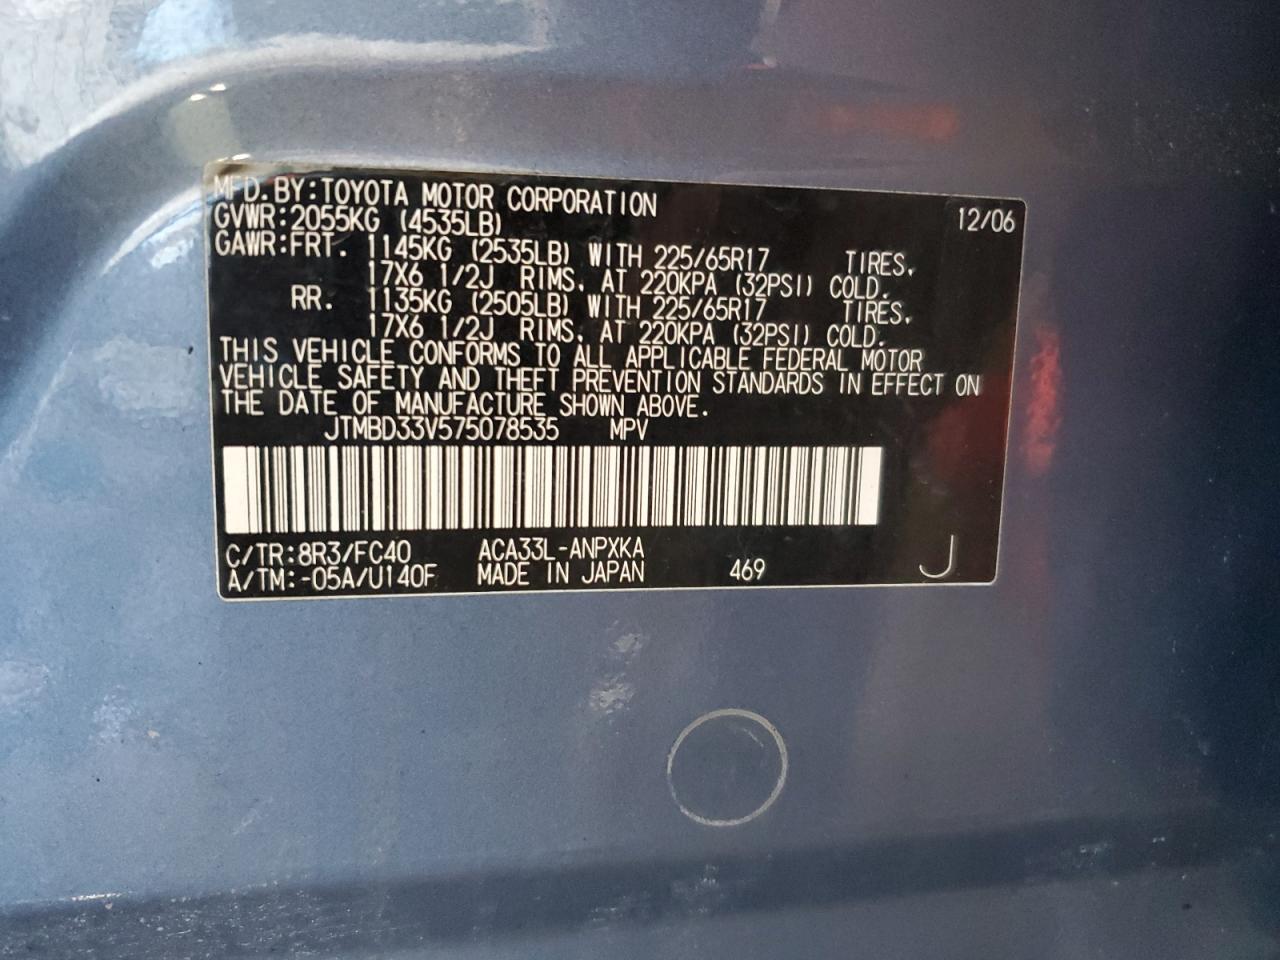 MFD. BY: TOYOTA MOTOR CORPORATION 12/06
GVWR: 2055KG (4535LB)
GAWR: FRT. 1145KG (2535LB) WITH 225/65R17 TIRES,
17X6 1/2J RIMS, AT 220KPA (32PSI) COLD.
RR. 1135KG (2505LB) WITH 225/65R17 TIRES,
17X6 1/2J RIMS, AT 220KPA (32PSI) COLD.
THIS VEHICLE CONFORMS TO ALL APPLICABLE FEDERAL MOTOR
VEHICLE SAFETY AND THEFT PREVENTION STANDARDS IN EFFECT ON
THE DATE OF MANUFACTURE SHOWN ABOVE.
JTMBD33V575078535 MPV
C/TR: 8R3/FC40 ACA33L-ANPXKA
A/TM: -05A/U140F MADE IN JAPAN 469 J